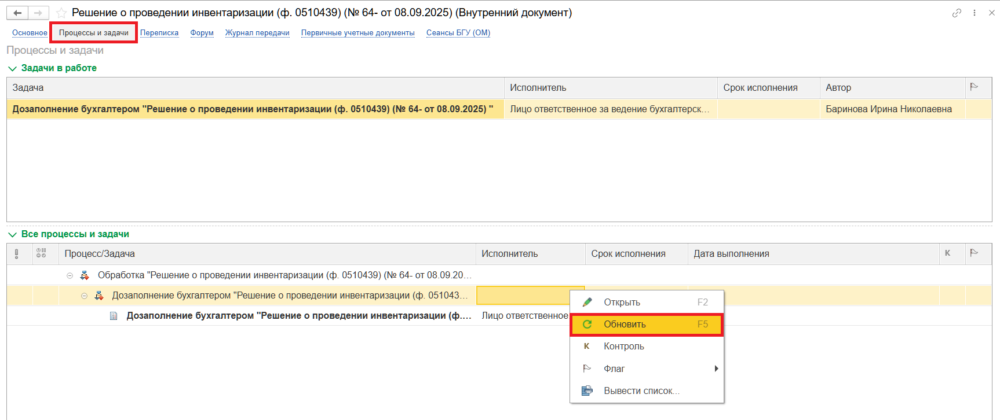 Решение о проведении инвентаризации (ф. 0510439) (№ 64- от 08.09.2025) (Внутренний документ)
Основное Процессы и задачи Переписка Форум Журнал передачи Первичные учетные документы Сеансы БГУ (ОМ)
Процессы и задачи
Задачи в работе
Задача Исполнитель Срок исполнения Автор
Дозаполнение бухгалтером "Решение о проведении инвентаризации (ф. 0510439) (№ 64- от 08.09.2025) " Лицо ответственное за ведение бухгалтерск... Баринова Ирина Николаевна
Все процессы и задачи
Процесс/Задача Исполнитель Срок исполнения Дата выполнения К
Обработка "Решение о проведении инвентаризации (ф. 0510439) (№ 64- от 08.09.20...
Дозаполнение бухгалтером "Решение о проведении инвентаризации (ф. 051043...
Дозаполнение бухгалтером "Решение о проведении инвентаризации (ф.... Лицо ответственное
Открыть F2
Обновить F5
К Контроль
Флаг
Вывести список...